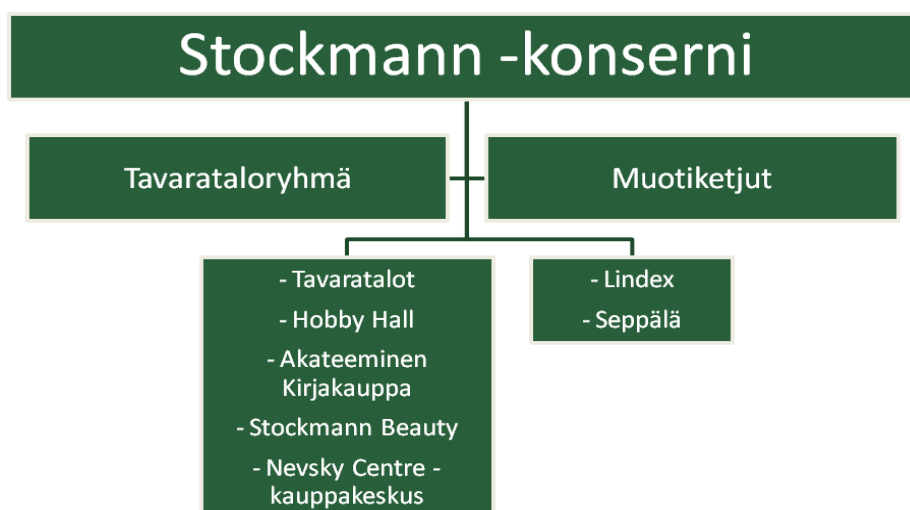 Stockmann -konserni
Tavarataloryhmä
Muotiketjut
- Tavaratalot
- Hobby Hall
- Akateeminen
Kirjakauppa
- Stockmann Beauty
- Nevsky Centre -
kauppakeskus
- Lindex
- Seppälä